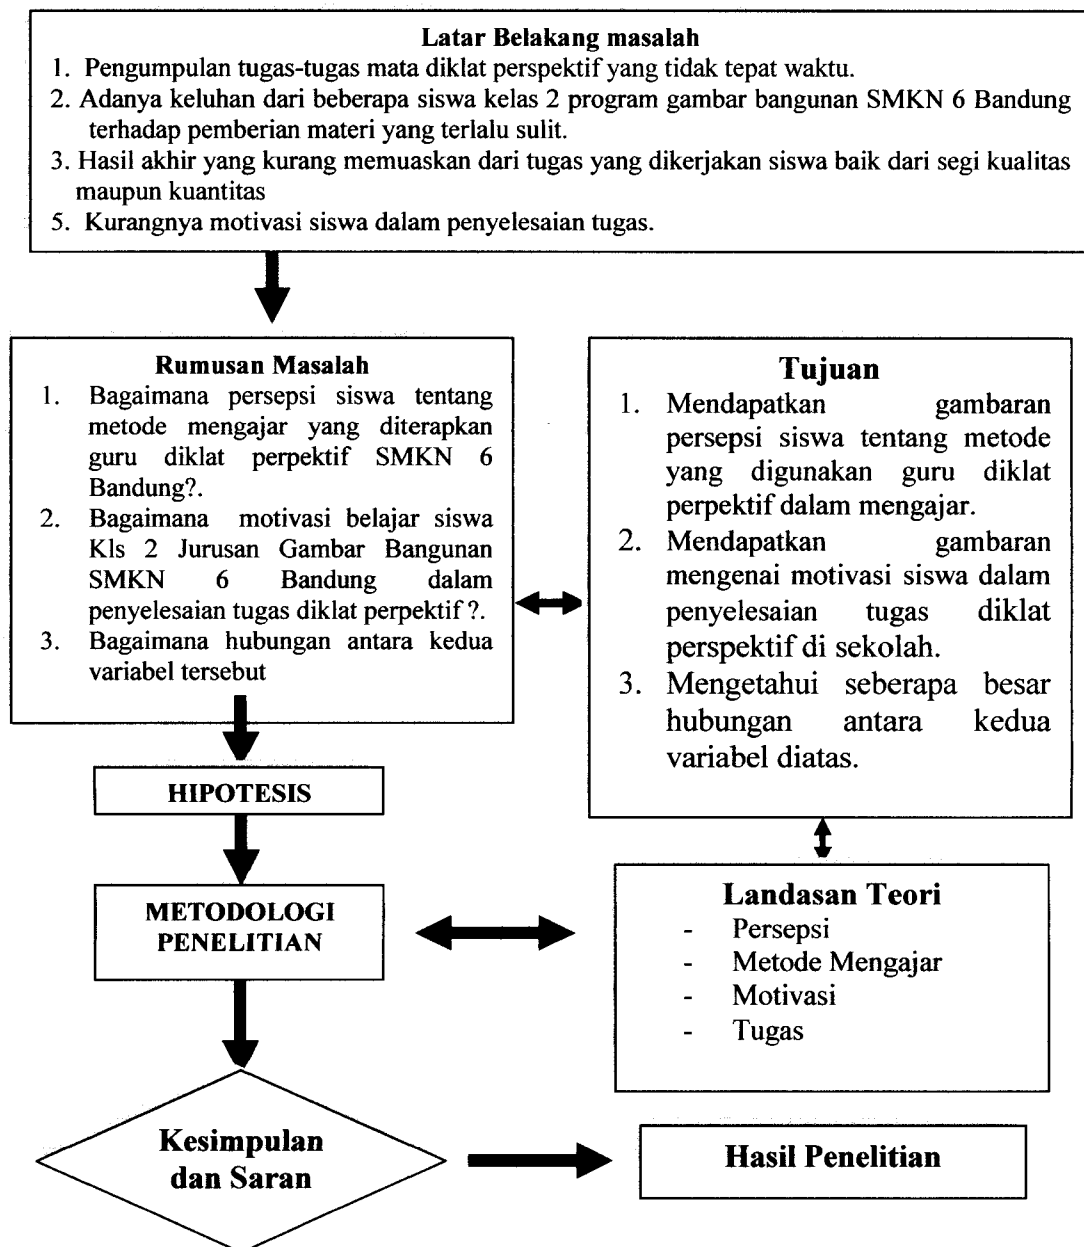 Latar Belakang masalah
1. Pengumpulan tugas-tugas mata diklat perspektif yang tidak tepat waktu.
2. Adanya keluhan dari beberapa siswa kelas 2 program gambar bangunan SMKN 6 Bandung
terhadap pemberian materi yang terlalu sulit.
3. Hasil akhir yang kurang memuaskan dari tugas yang dikerjakan siswa baik dari segi kualitas
maupun kuantitas
5. Kurangnya motivasi siswa dalam penyelesaian tugas.
Rumusan Masalah
1. Bagaimana persepsi siswa tentang
metode mengajar yang diterapkan
guru diklat perpektif SMKN 6
Bandung?.
2. Bagaimana motivasi belajar siswa
Kls 2 Jurusan Gambar Bangunan
SMKN 6 Bandung dalam
penyelesaian tugas diklat perpektif ?.
3. Bagaimana hubungan antara kedua
variabel tersebut
Tujuan
1. Mendapatkan gambaran
persepsi siswa tentang metode
yang digunakan guru diklat
perpektif dalam mengajar.
2. Mendapatkan gambaran
mengenai motivasi siswa dalam
penyelesaian tugas diklat
perspektif di sekolah.
3. Mengetahui seberapa besar
hubungan antara kedua
variabel diatas.
HIPOTESIS
METODOLOGI
PENELITIAN
Landasan Teori
- Persepsi
- Metode Mengajar
- Motivasi
- Tugas
Kesimpulan
dan Saran
Hasil Penelitian